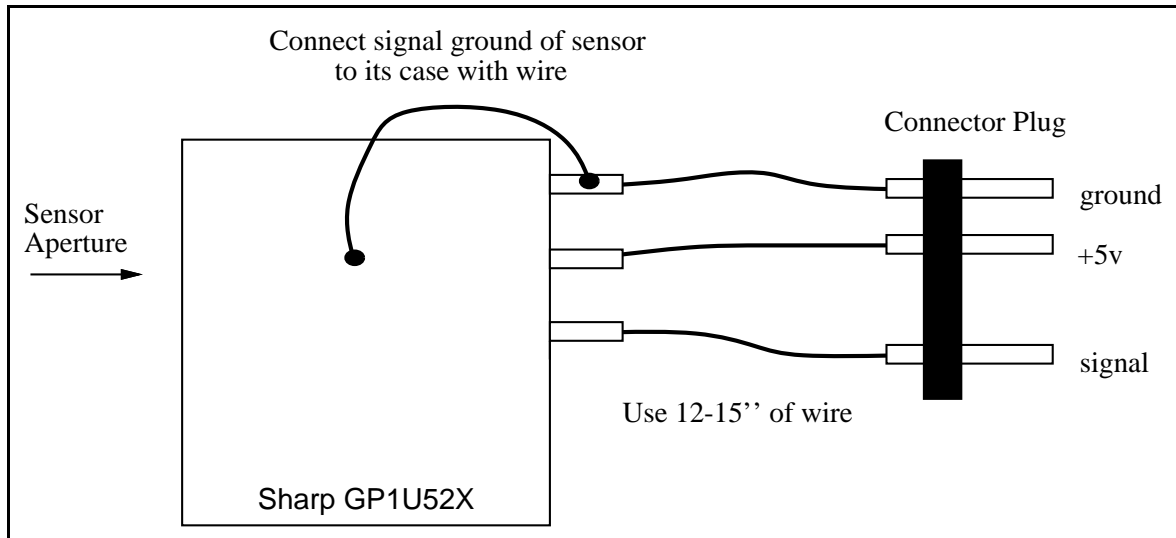 Connect signal ground of sensor
to its case with wire
Connector Plug
Sensor
Aperture
ground
+5v
signal
Use 12-15’’ of wire
Sharp GP1U52X